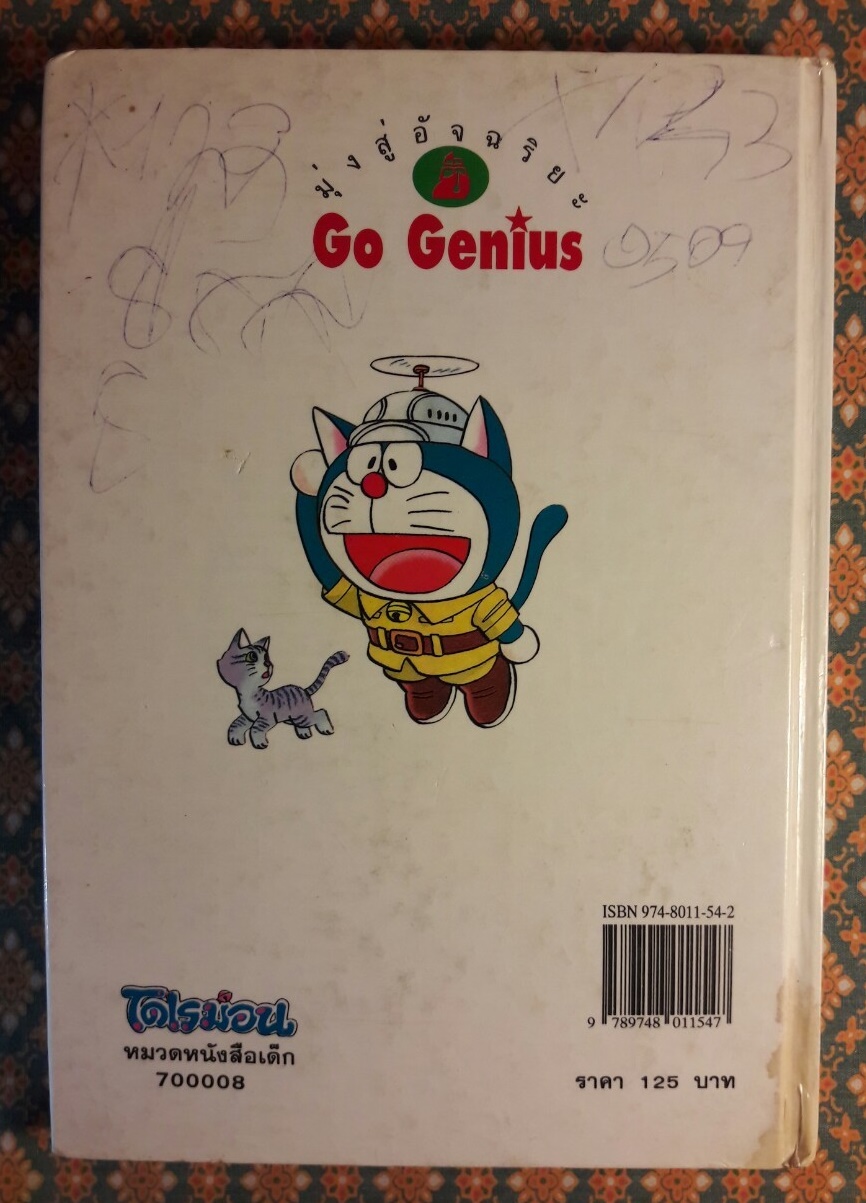 มุ่งสู่อัจฉริยะ
Go Genius
ISBN 974-8011-54-2
9 789748 011547
โดเรม่อน
หมวดหนังสือเด็ก
700008
ราคา 125 บาท